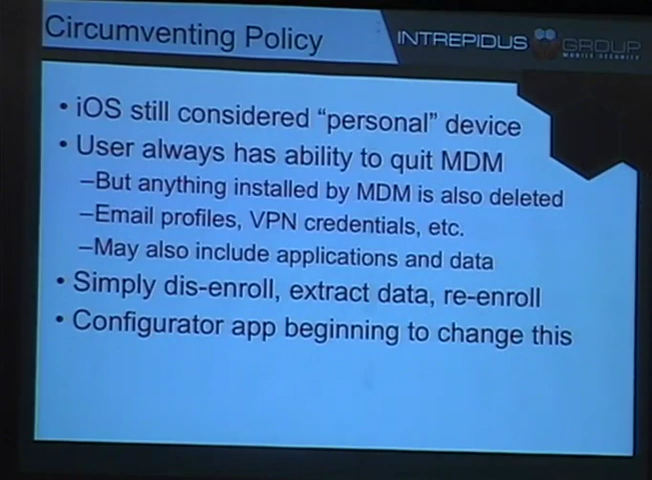 Circumventing Policy
INTREPIDUS GROUP
MOBILE SECURITY
• iOS still considered “personal” device
• User always has ability to quit MDM
–But anything installed by MDM is also deleted
–Email profiles, VPN credentials, etc.
–May also include applications and data
• Simply dis-enroll, extract data, re-enroll
• Configurator app beginning to change this